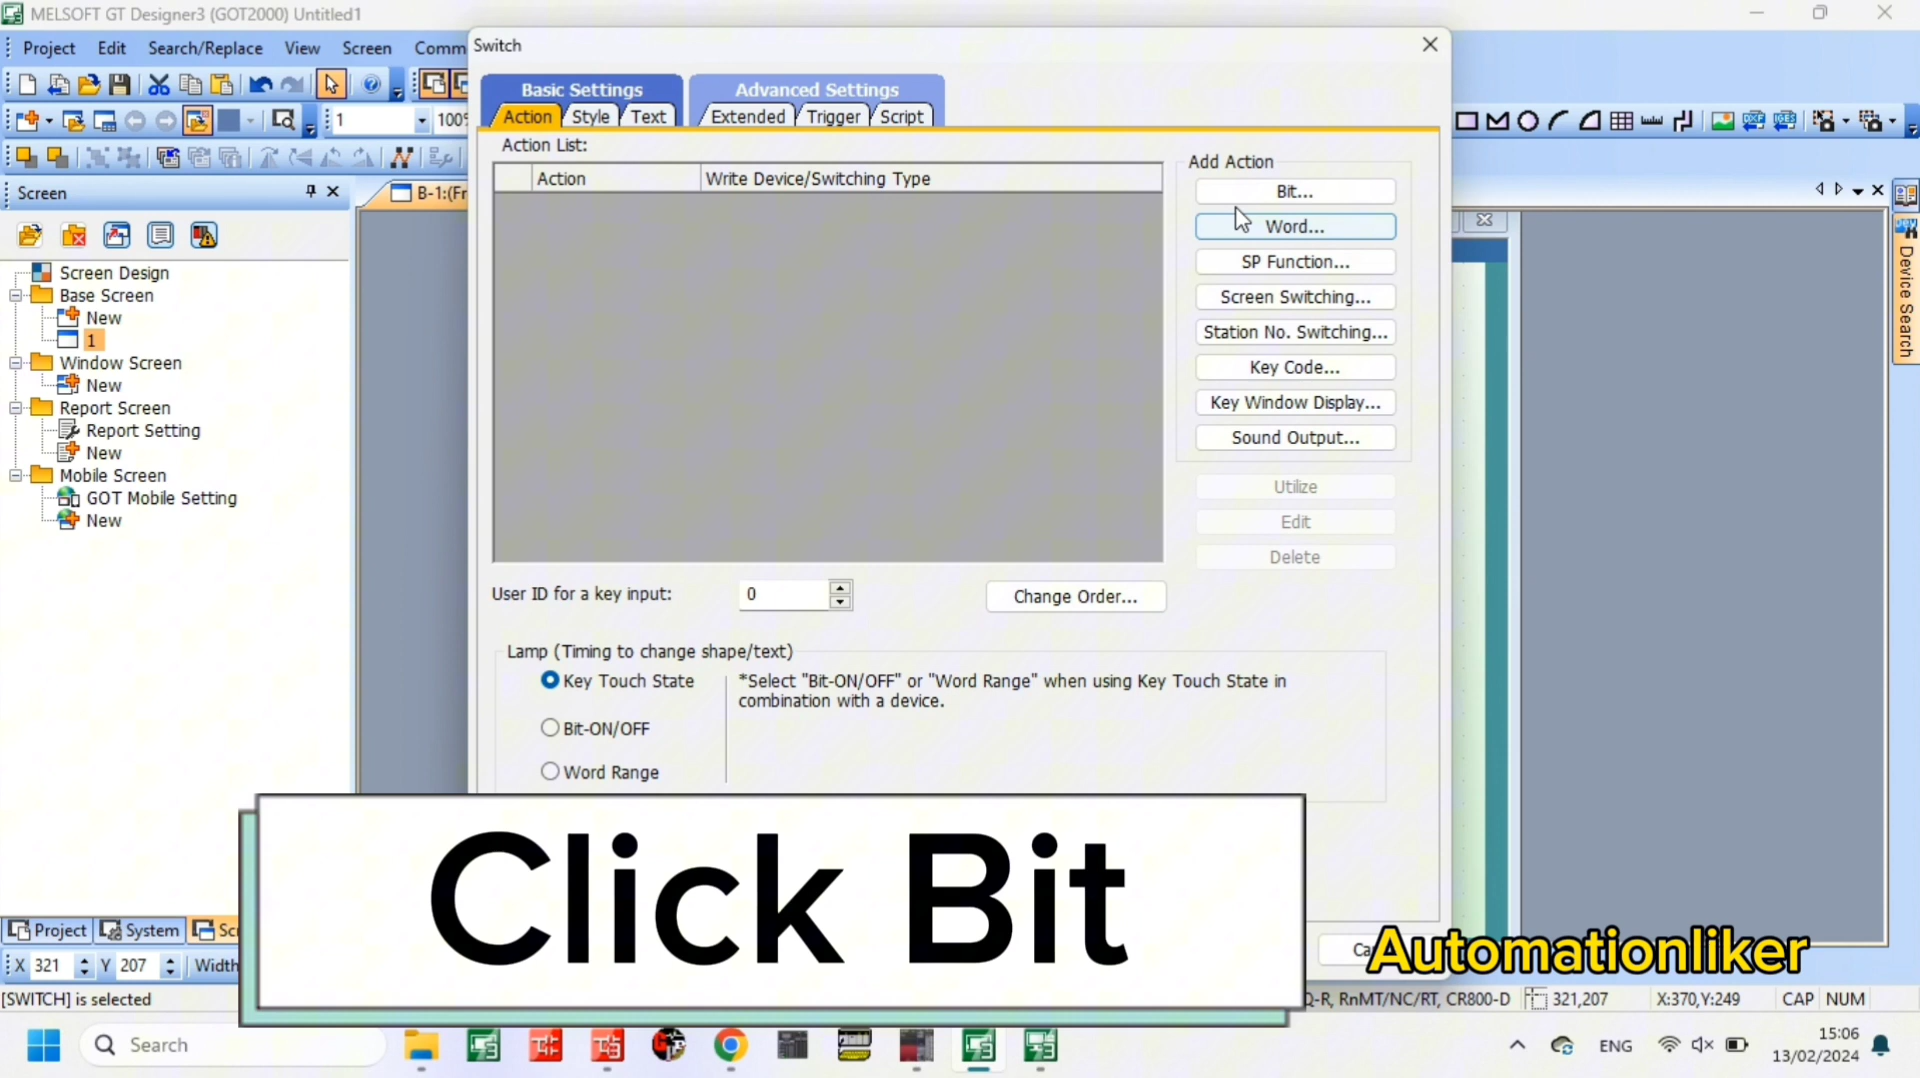 MELSOFT GT Designer3 (GOT2000) Untitled1
Project Edit Search/Replace View Screen Comm
Switch
Basic Settings
Advanced Settings
Action Style Text
Extended Trigger Script
1
100%
Action List:
Action
Write Device/Switching Type
Add Action
Bit...
Word...
SP Function...
Screen Switching...
Station No. Switching...
Key Code...
Key Window Display...
Sound Output...
Utilize
Edit
Delete
Screen
B-1:(Fr
Screen Design
Base Screen
New
1
Window Screen
New
Report Screen
Report Setting
New
Mobile Screen
GOT Mobile Setting
New
Device Search
User ID for a key input:
0
Change Order...
Lamp (Timing to change shape/text)
Key Touch State
*Select "Bit-ON/OFF" or "Word Range" when using Key Touch State in
combination with a device.
Bit-ON/OFF
Word Range
Click Bit
Automationliker
Project System Scr
X 321 Y 207 Width
[SWITCH] is selected
Q-R, RnMT/NC/RT, CR800-D
321,207
X:370,Y:249
CAP NUM
Search
ENG
15:06
13/02/2024